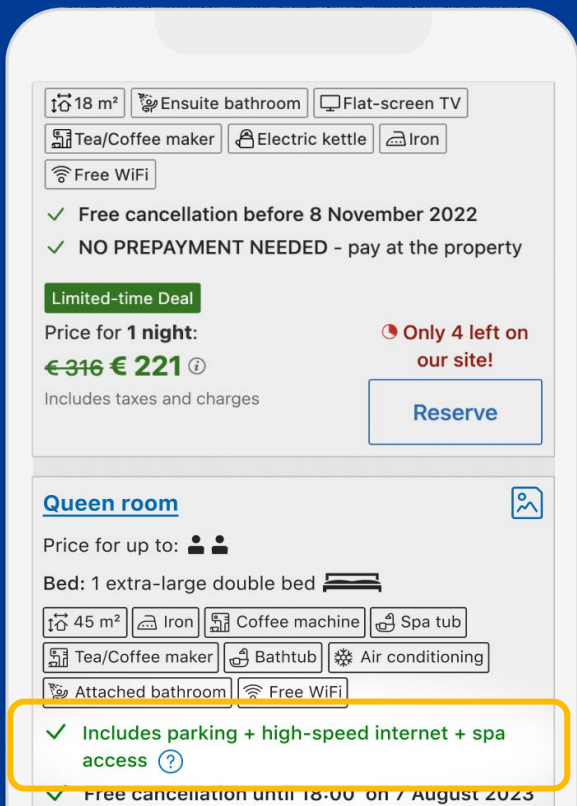 18 m² Ensuite bathroom Flat-screen TV
Tea/Coffee maker Electric kettle Iron
Free WiFi
Free cancellation before 8 November 2022
NO PREPAYMENT NEEDED - pay at the property
Limited-time Deal
Price for 1 night:
€ 316 € 221
Includes taxes and charges
Only 4 left on
our site!
Reserve
Queen room
Price for up to:
Bed: 1 extra-large double bed
45 m² Iron Coffee machine Spa tub
Tea/Coffee maker Bathtub Air conditioning
Attached bathroom Free WiFi
Includes parking + high-speed internet + spa
access ?
Free cancellation until 18:00 on 7 August 2023